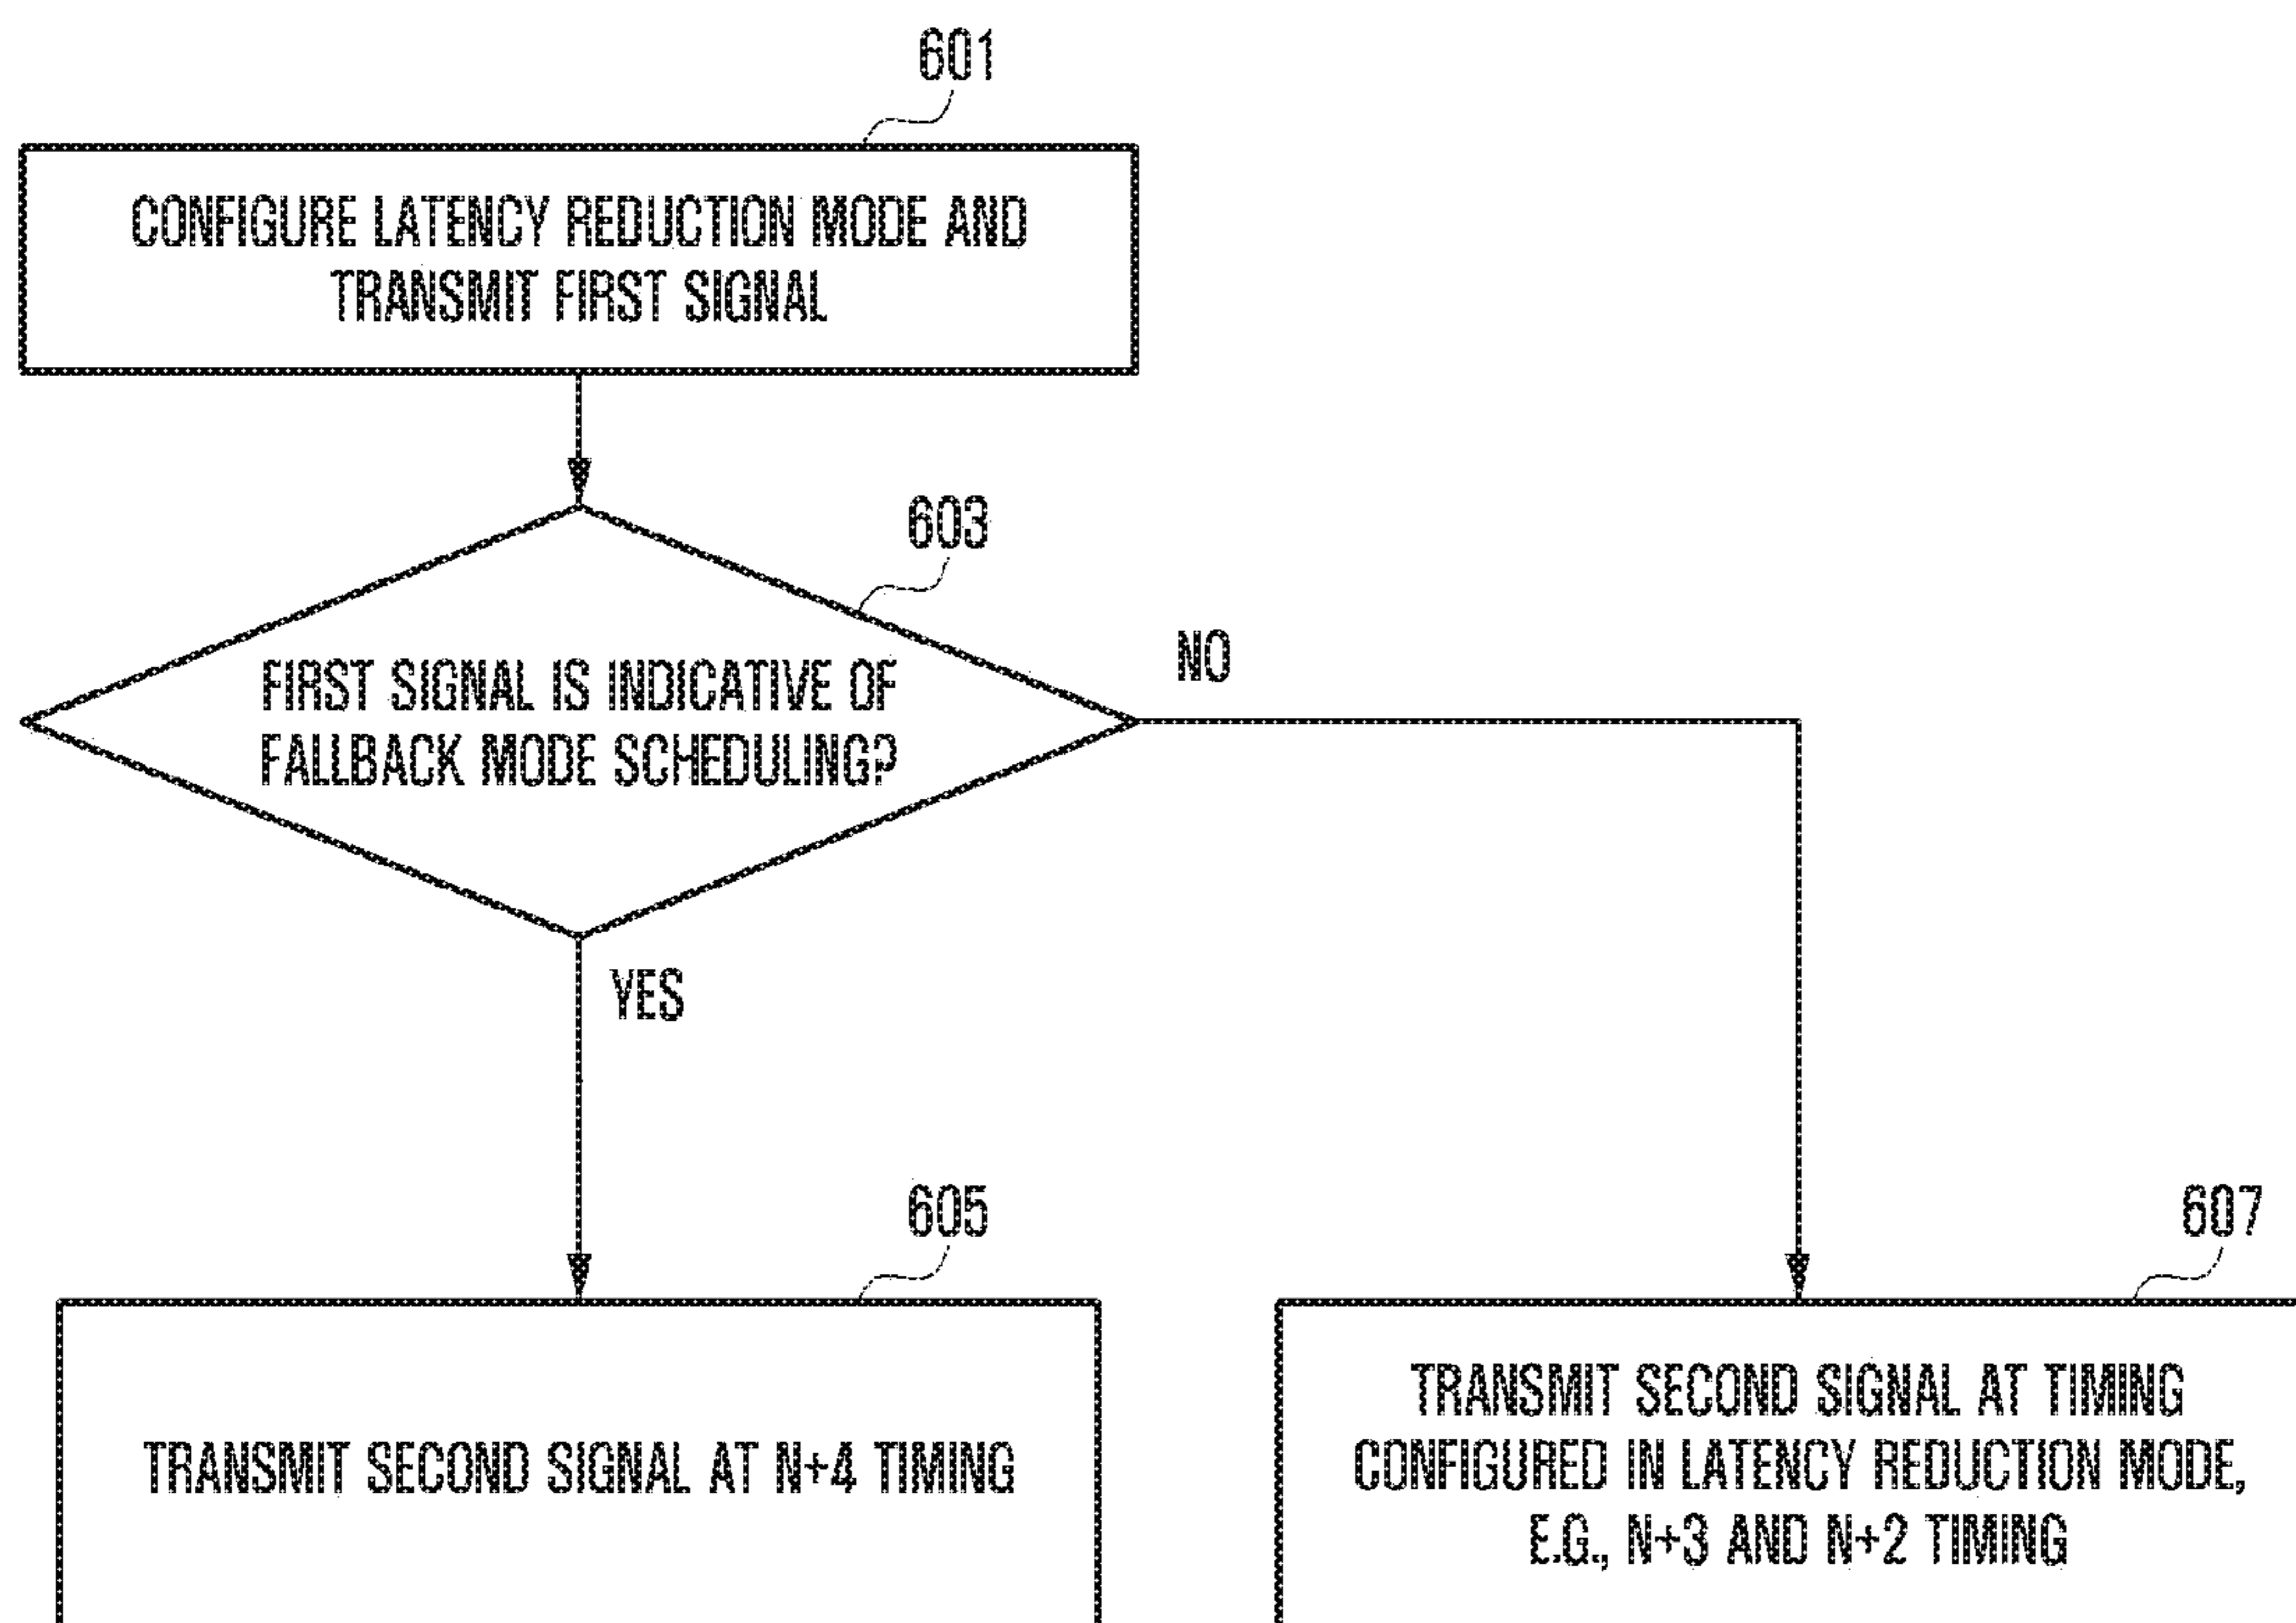 601
CONFIGURE LATENCY REDUCTION MODE AND
TRANSMIT FIRST SIGNAL
603
FIRST SIGNAL IS INDICATIVE OF
FALLBACK MODE SCHEDULING?
NO
YES
605
TRANSMIT SECOND SIGNAL AT N+4 TIMING
607
TRANSMIT SECOND SIGNAL AT TIMING
CONFIGURED IN LATENCY REDUCTION MODE,
E.G., N+3 AND N+2 TIMING